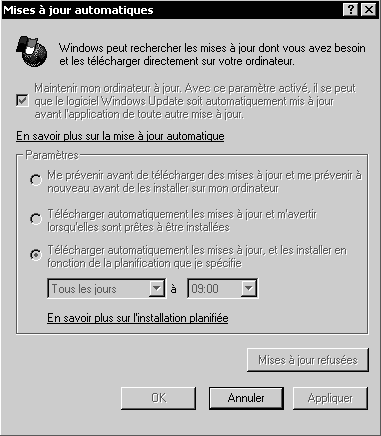 Mises à jour automatiques
Windows peut rechercher les mises à jour dont vous avez besoin
et les télécharger directement sur votre ordinateur.
Maintenir mon ordinateur à jour. Avec ce paramètre activé, il se peut
que le logiciel Windows Update soit automatiquement mis à jour
avant l'application de toute autre mise à jour.
En savoir plus sur la mise à jour automatique
Paramètres
Me prévenir avant de télécharger des mises à jour et me prévenir à
nouveau avant de les installer sur mon ordinateur
Télécharger automatiquement les mises à jour et m'avertir
lorsqu'elles sont prêtes à être installées
Télécharger automatiquement les mises à jour, et les installer en
fonction de la planification que je spécifie
Tous les jours à 09:00
En savoir plus sur l'installation planifiée
Mises à jour refusées
OK Annuler Appliquer